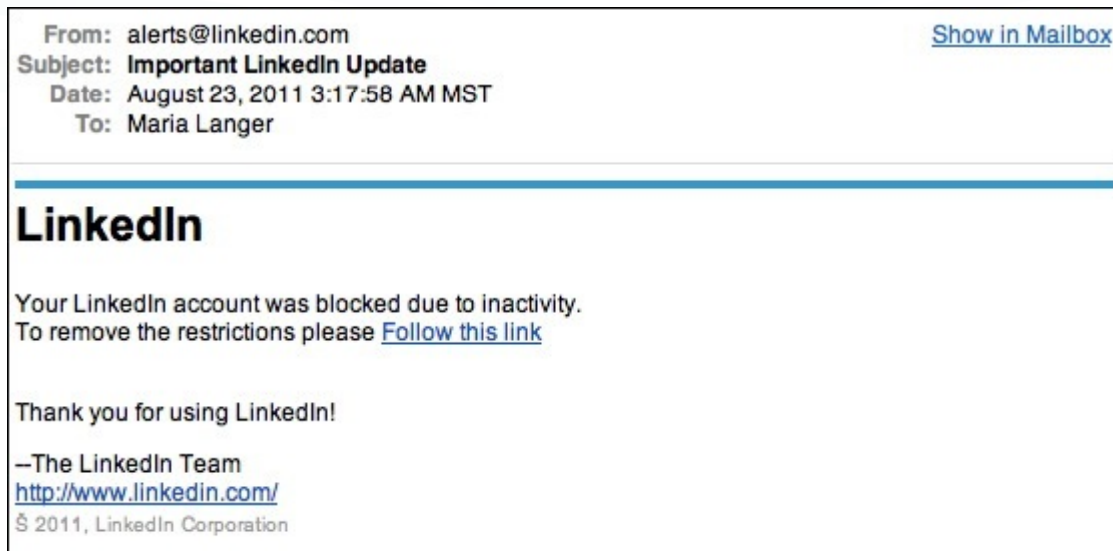 From: alerts@linkedin.com Show in Mailbox
Subject: Important LinkedIn Update
Date: August 23, 2011 3:17:58 AM MST
To: Maria Langer
LinkedIn
Your LinkedIn account was blocked due to inactivity.
To remove the restrictions please Follow this link
Thank you for using LinkedIn!
--The LinkedIn Team
http://www.linkedin.com/
Š 2011, LinkedIn Corporation